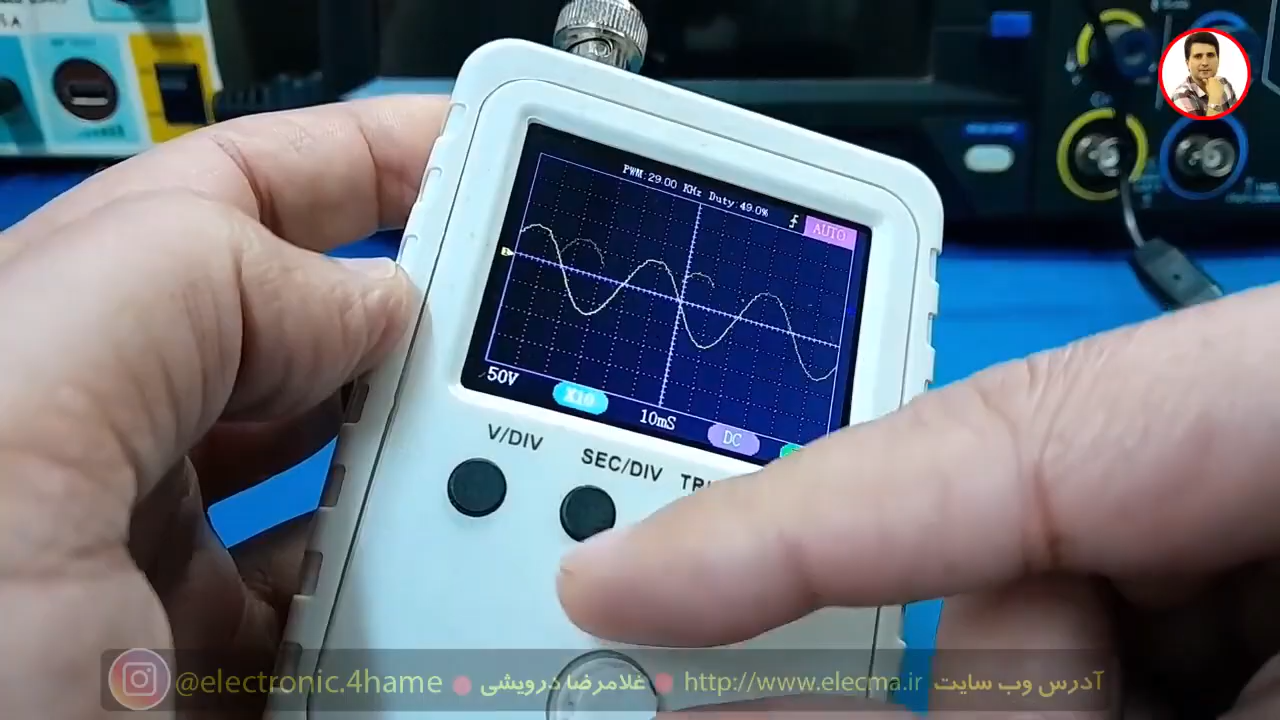 PWM:29.00 KHz Duty:49.0%
AUTO
50V
X10
10mS
DC
V/DIV
SEC/DIV
@electronic.4hame ● غلامرضا درویشی ● http://www.elecma.ir آدرس وب سایت